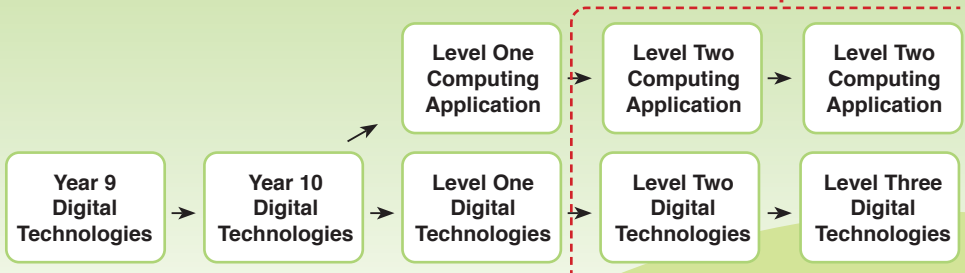 Level One
Computing
Application
Level Two
Computing
Application
Level Two
Computing
Application
Year 9
Digital
Technologies
Year 10
Digital
Technologies
Level One
Digital
Technologies
Level Two
Digital
Technologies
Level Three
Digital
Technologies